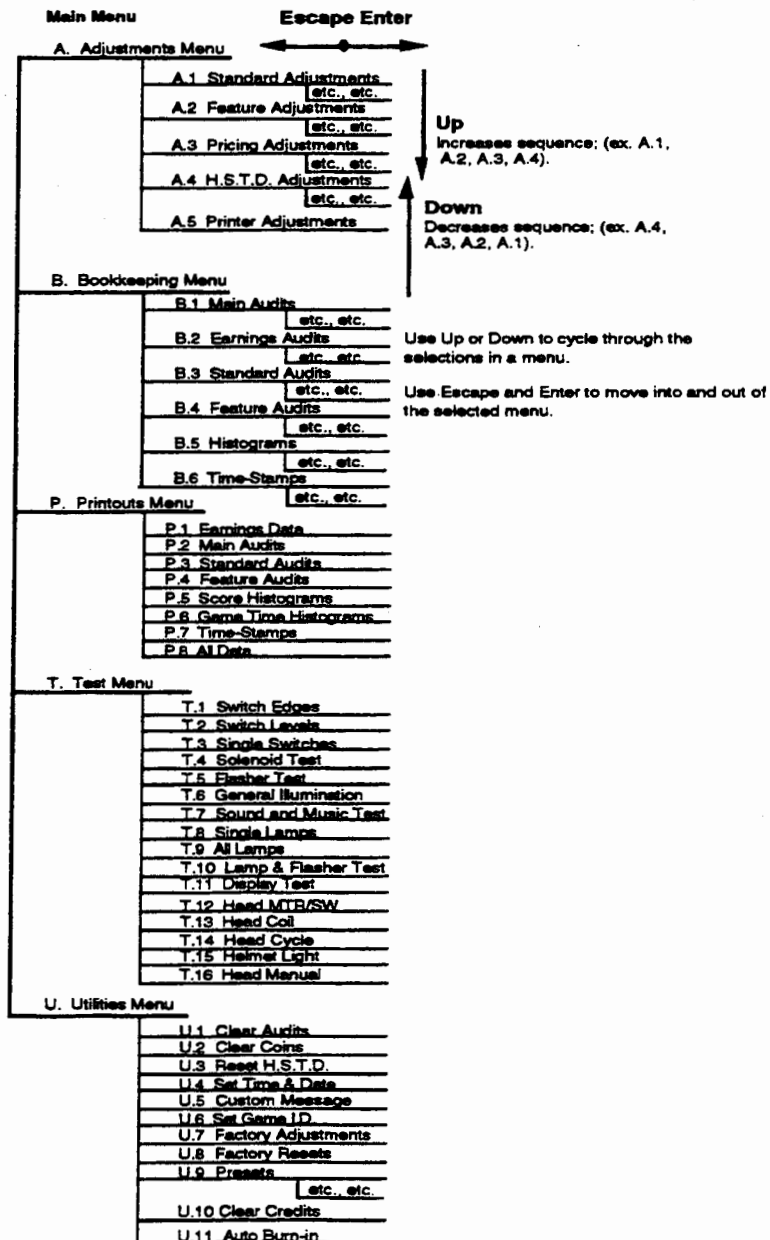 Main Menu
Escape Enter
A. Adjustments Menu
A.1 Standard Adjustments
etc., etc.
A.2 Feature Adjustments
etc., etc.
A.3 Pricing Adjustments
etc., etc.
A.4 H.S.T.D. Adjustments
etc., etc.
A.5 Printer Adjustments
Up
Increases sequence; (ex. A.1,
A.2, A.3, A.4).
Down
Decreases sequence; (ex. A.4,
A.3, A.2, A.1).
B. Bookkeeping Menu
B.1 Main Audits
etc., etc.
B.2 Earnings Audits
etc., etc.
B.3 Standard Audits
etc., etc.
B.4 Feature Audits
etc., etc.
B.5 Histograms
etc., etc.
B.6 Time-Stamps
etc., etc.
Use Up or Down to cycle through the
selections in a menu.
Use Escape and Enter to move into and out of
the selected menu.
P. Printouts Menu
P.1 Earnings Data
P.2 Main Audits
P.3 Standard Audits
P.4 Feature Audits
P.5 Score Histograms
P.6 Game Time Histograms
P.7 Time-Stamps
P.8 All Data
T. Test Menu
T.1 Switch Edges
T.2 Switch Levels
T.3 Single Switches
T.4 Solenoid Test
T.5 Flasher Test
T.6 General Illumination
T.7 Sound and Music Test
T.8 Single Lamps
T.9 All Lamps
T.10 Lamp & Flasher Test
T.11 Display Test
T.12 Head MTR/SW
T.13 Head Coil
T.14 Head Cycle
T.15 Helmet Light
T.16 Head Manual
U. Utilities Menu
U.1 Clear Audits
U.2 Clear Coins
U.3 Reset H.S.T.D.
U.4 Set Time & Date
U.5 Custom Message
U.6 Set Game I.D.
U.7 Factory Adjustments
U.8 Factory Resets
U.9 Presets
etc., etc.
U.10 Clear Credits
U.11 Auto Burn-in